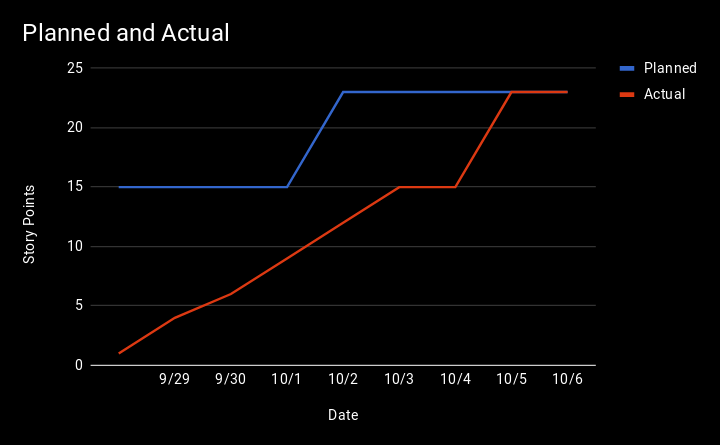 Planned and Actual
Planned
Actual
25
20
15
10
5
0
Story Points
9/29 9/30 10/1 10/2 10/3 10/4 10/5 10/6
Date